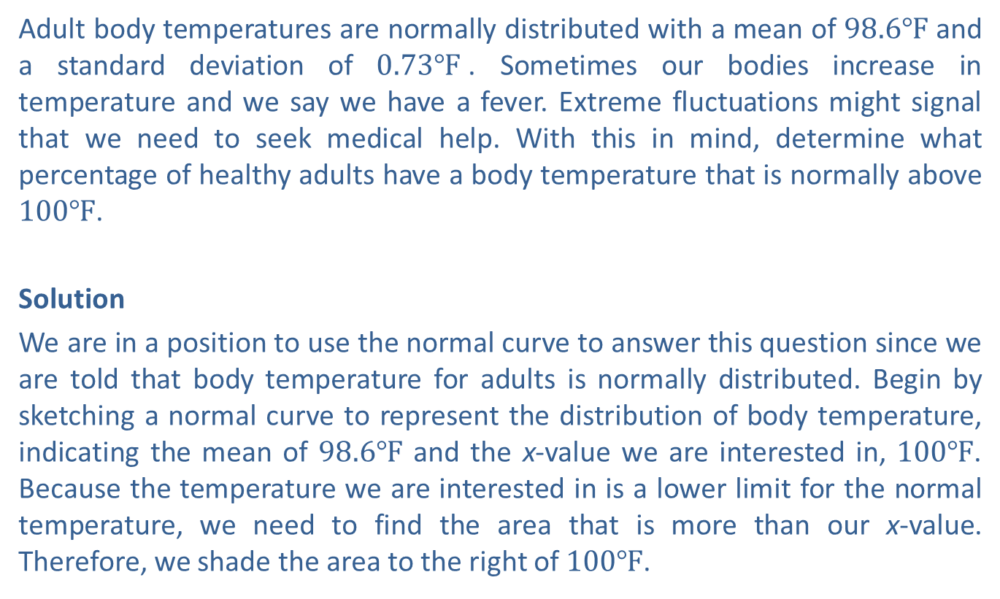 Adult body temperatures are normally distributed with a mean of 98.6°F and
a standard deviation of 0.73°F . Sometimes our bodies increase in
temperature and we say we have a fever. Extreme fluctuations might signal
that we need to seek medical help. With this in mind, determine what
percentage of healthy adults have a body temperature that is normally above
100°F.
Solution
We are in a position to use the normal curve to answer this question since we
are told that body temperature for adults is normally distributed. Begin by
sketching a normal curve to represent the distribution of body temperature,
indicating the mean of 98.6°F and the x-value we are interested in, 100°F.
Because the temperature we are interested in is a lower limit for the normal
temperature, we need to find the area that is more than our x-value.
Therefore, we shade the area to the right of 100°F.